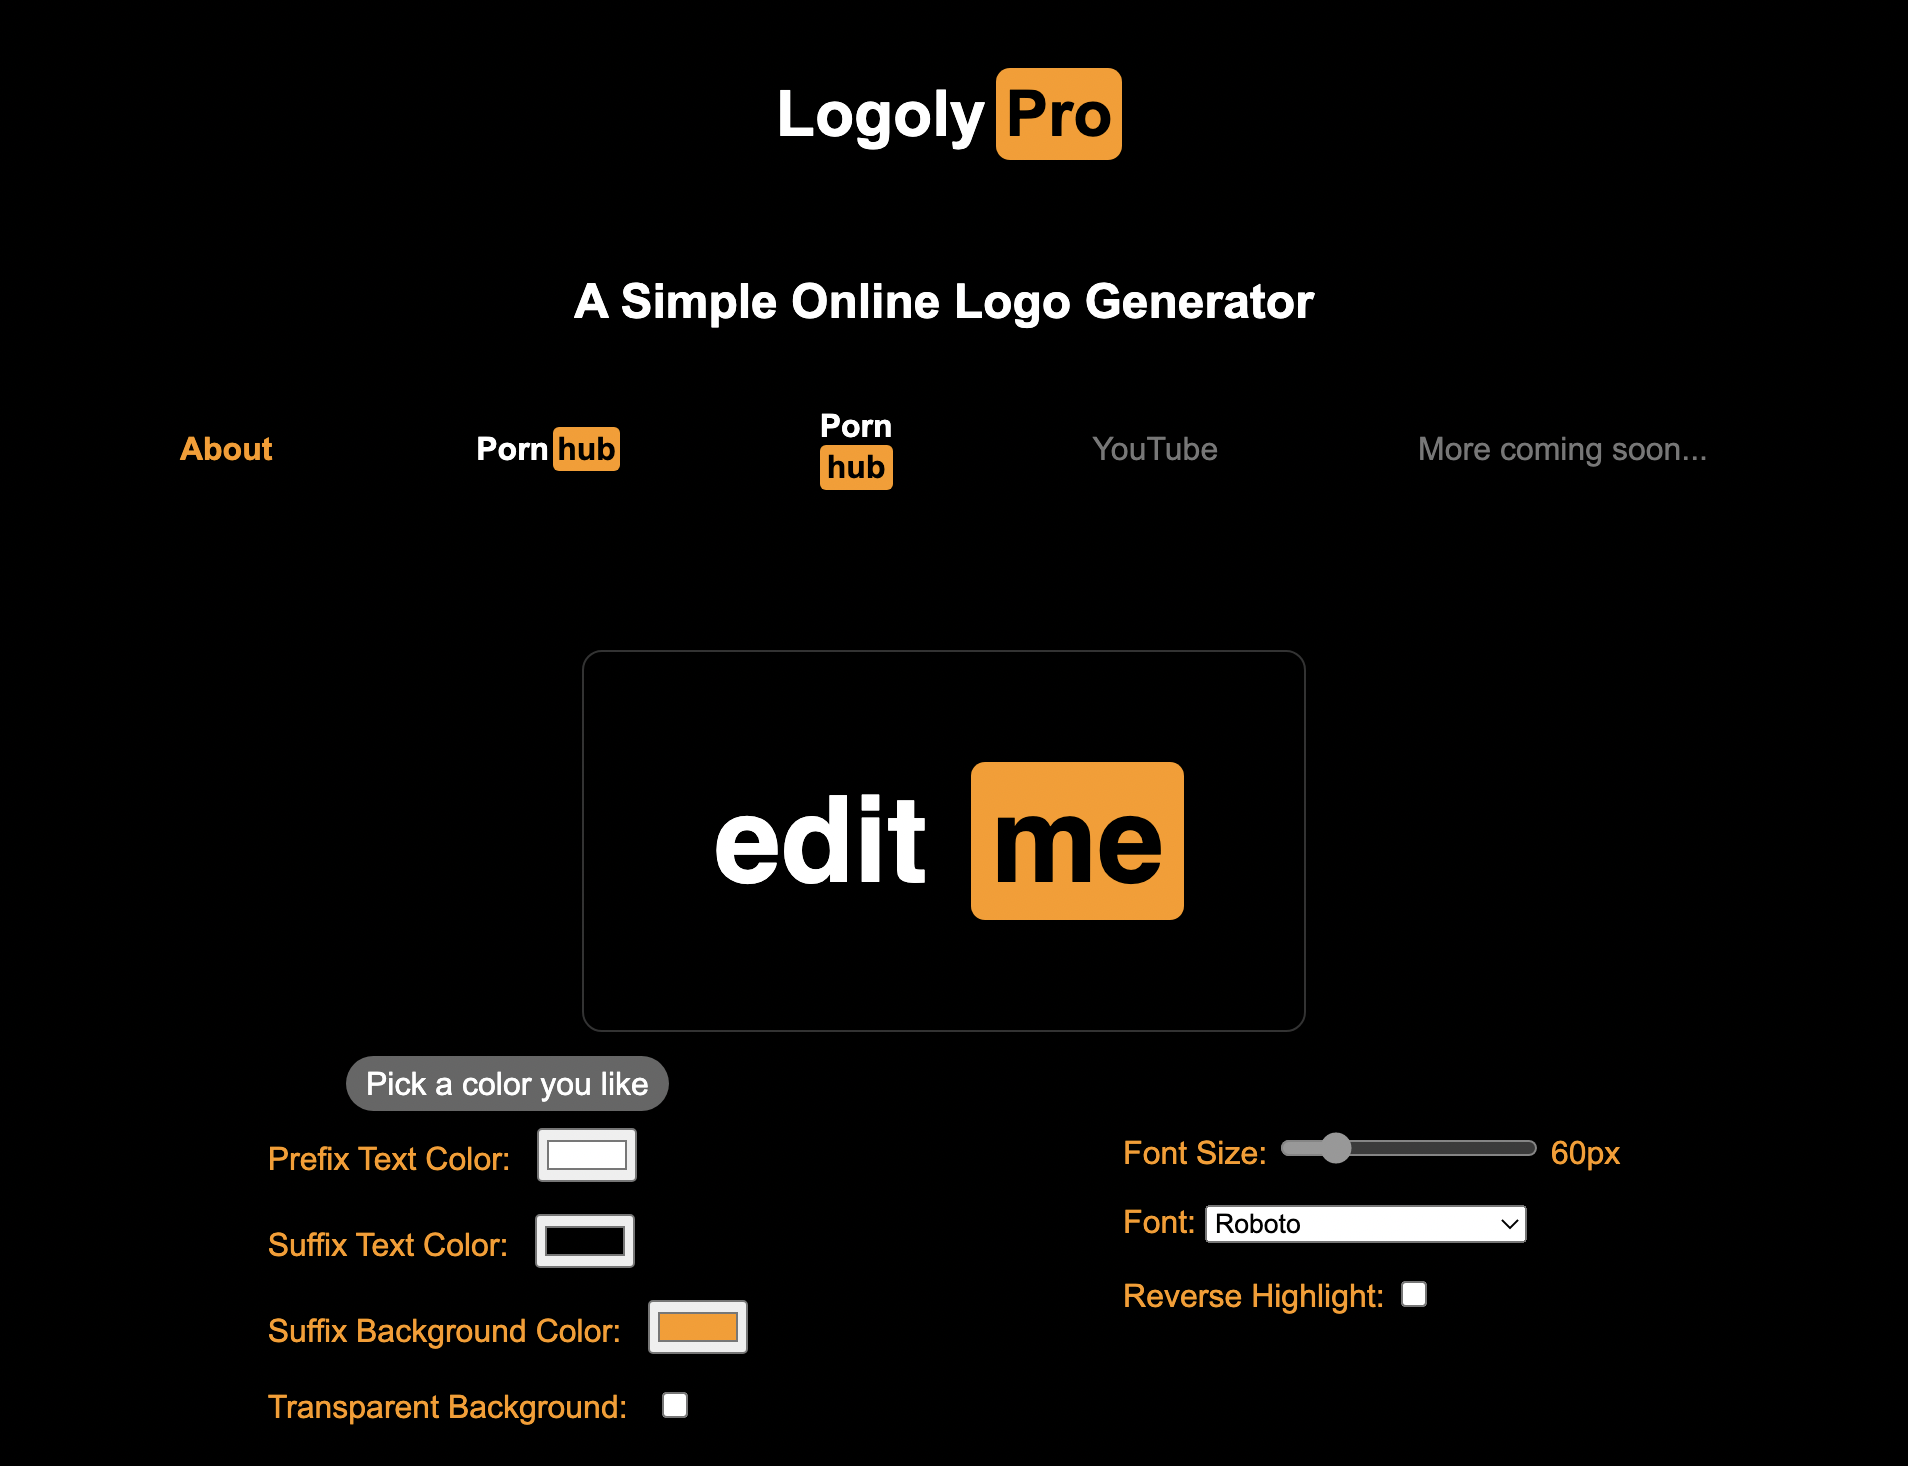 Logoly Pro
A Simple Online Logo Generator
About
Porn hub
Porn
hub
YouTube
More coming soon...
edit me
Pick a color you like
Prefix Text Color:
Suffix Text Color:
Suffix Background Color:
Transparent Background:
Font Size: 60px
Font: Roboto
Reverse Highlight: